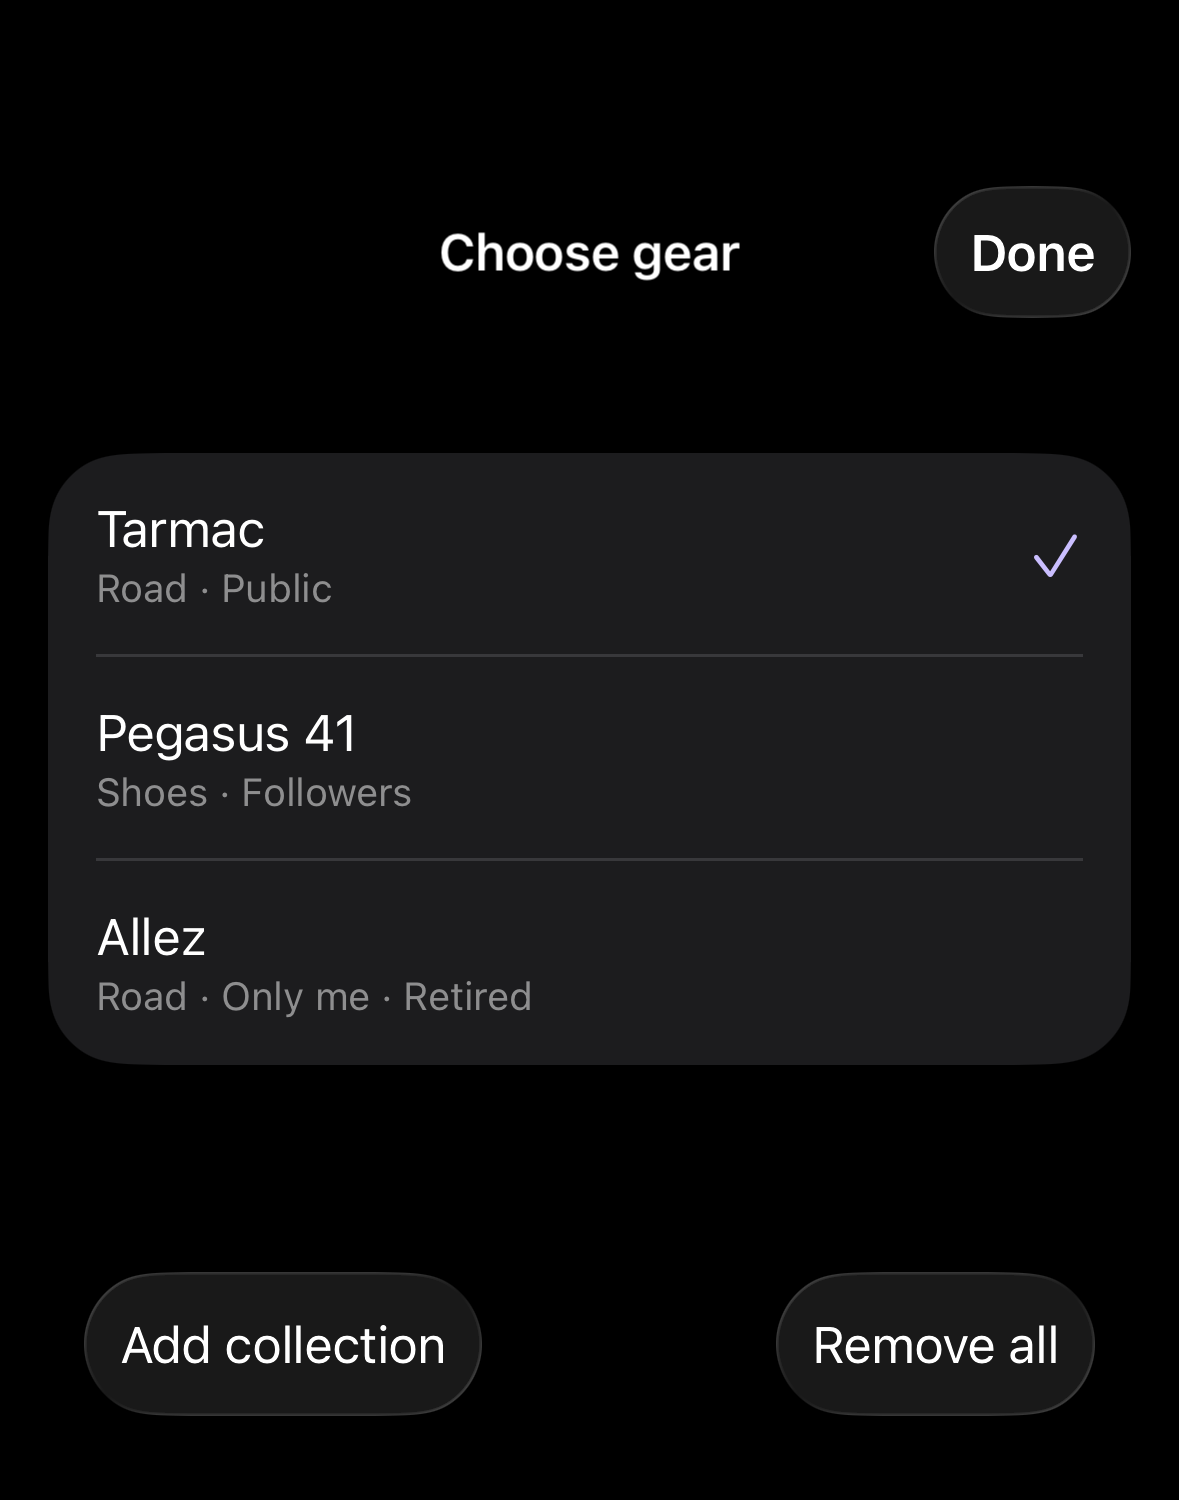 Choose gear
Done
Tarmac
Road · Public
Pegasus 41
Shoes · Followers
Allez
Road · Only me · Retired
Add collection
Remove all